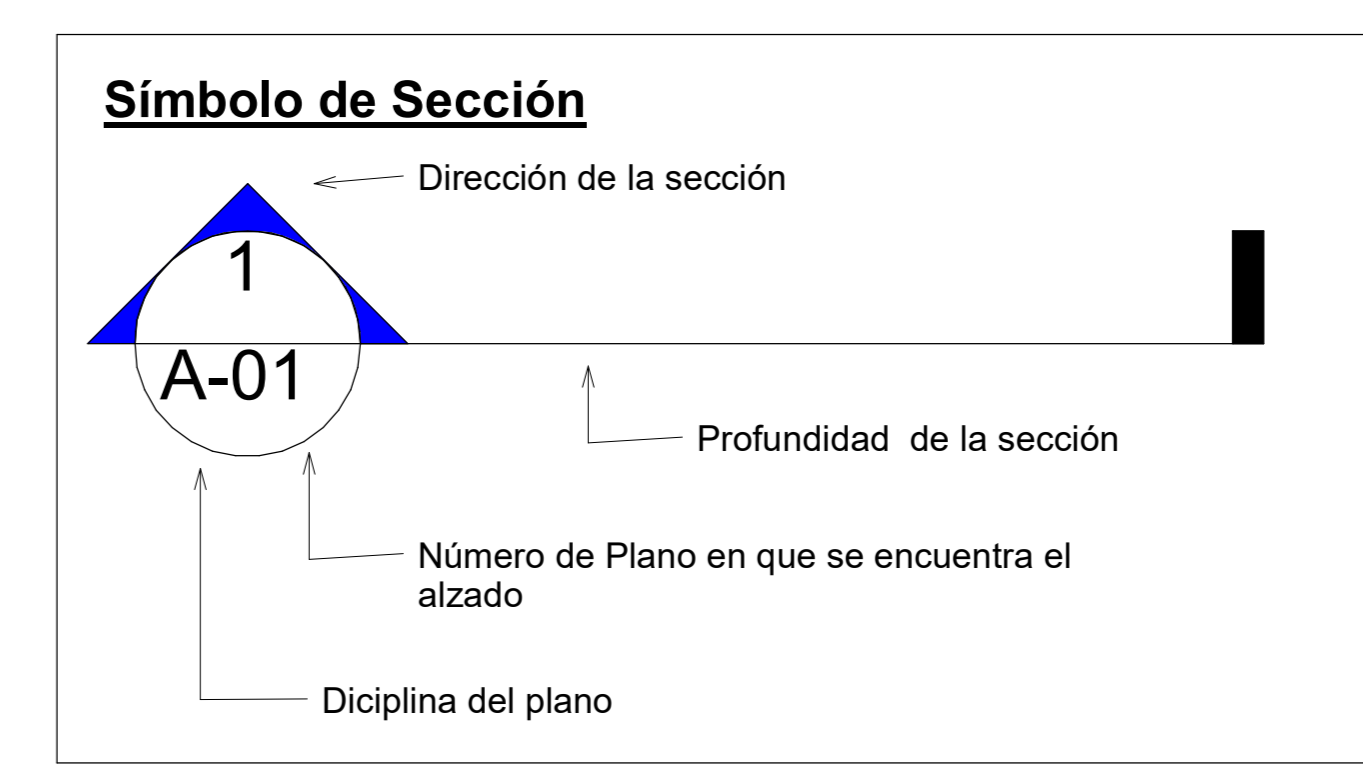 Símbolo de Sección
Dirección de la sección
1
A-01
Profundidad de la sección
Número de Plano en que se encuentra el
alzado
Diciplina del plano